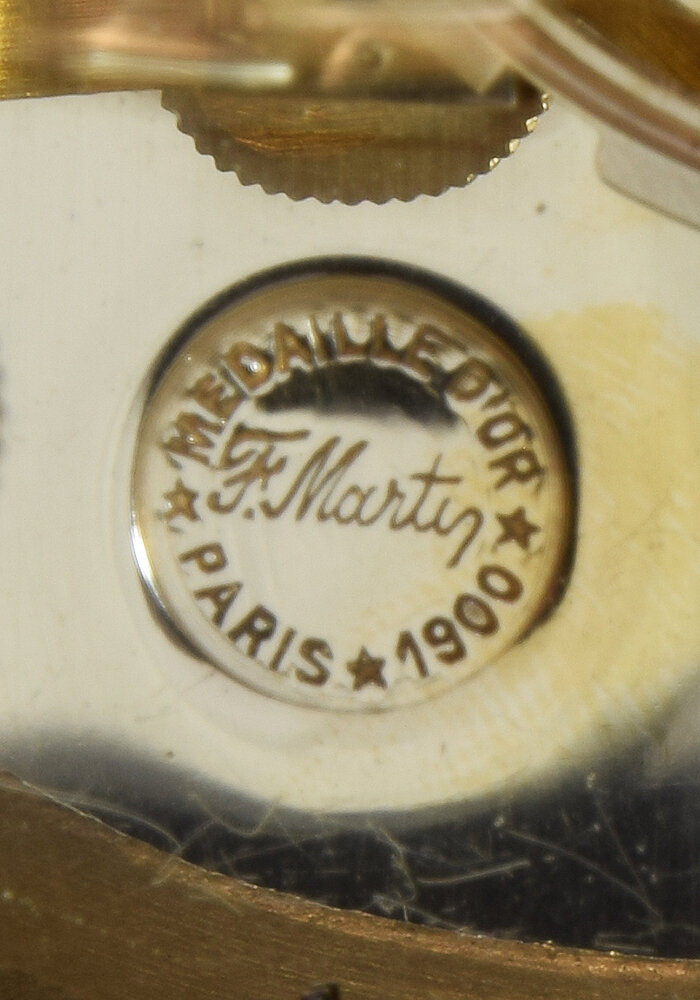 MEDAILLE D'OR
F. Martin
★ PARIS ★ 1900 ★